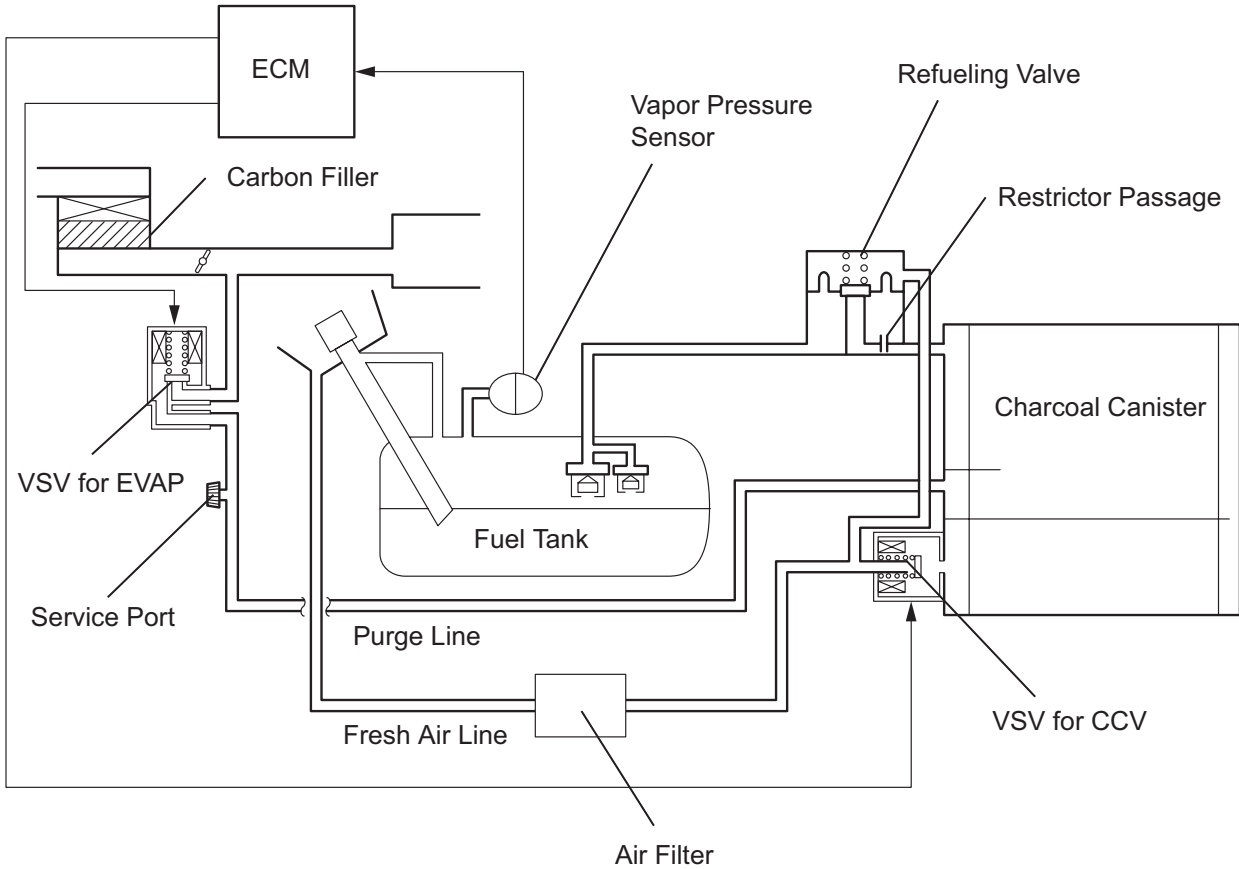 ECM
Refueling Valve
Vapor Pressure
Sensor
Carbon Filler
Restrictor Passage
Charcoal Canister
VSV for EVAP
Fuel Tank
Service Port
Purge Line
VSV for CCV
Fresh Air Line
Air Filter